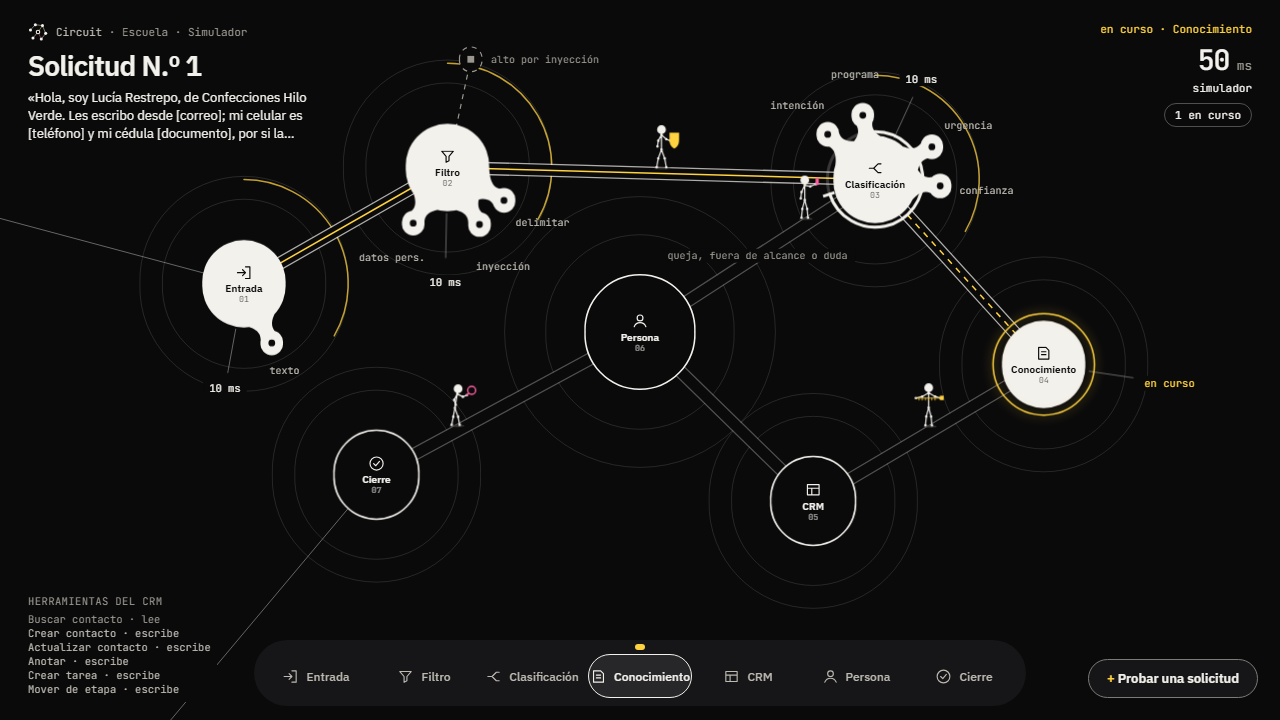 Circuit · Escuela · Simulador
Solicitud N.º 1
«Hola, soy Lucía Restrepo, de Confecciones Hilo
Verde. Les escribo desde [correo]; mi celular es
[teléfono] y mi cédula [documento], por si la...
en curso · Conocimiento
50 ms
simulador
1 en curso
alto por inyección
Filtro
02
delimitar
datos pers.
inyección
10 ms
programa
10 ms
intención
urgencia
confianza
Clasificación
03
Entrada
01
texto
10 ms
queja, fuera de alcance o duda
Persona
06
Conocimiento
04
en curso
Cierre
07
CRM
05
HERRAMIENTAS DEL CRM
Buscar contacto · lee
Crear contacto · escribe
Actualizar contacto · escribe
Anotar · escribe
Crear tarea · escribe
Mover de etapa · escribe
Entrada
Filtro
Clasificación
Conocimiento
CRM
Persona
Cierre
+ Probar una solicitud